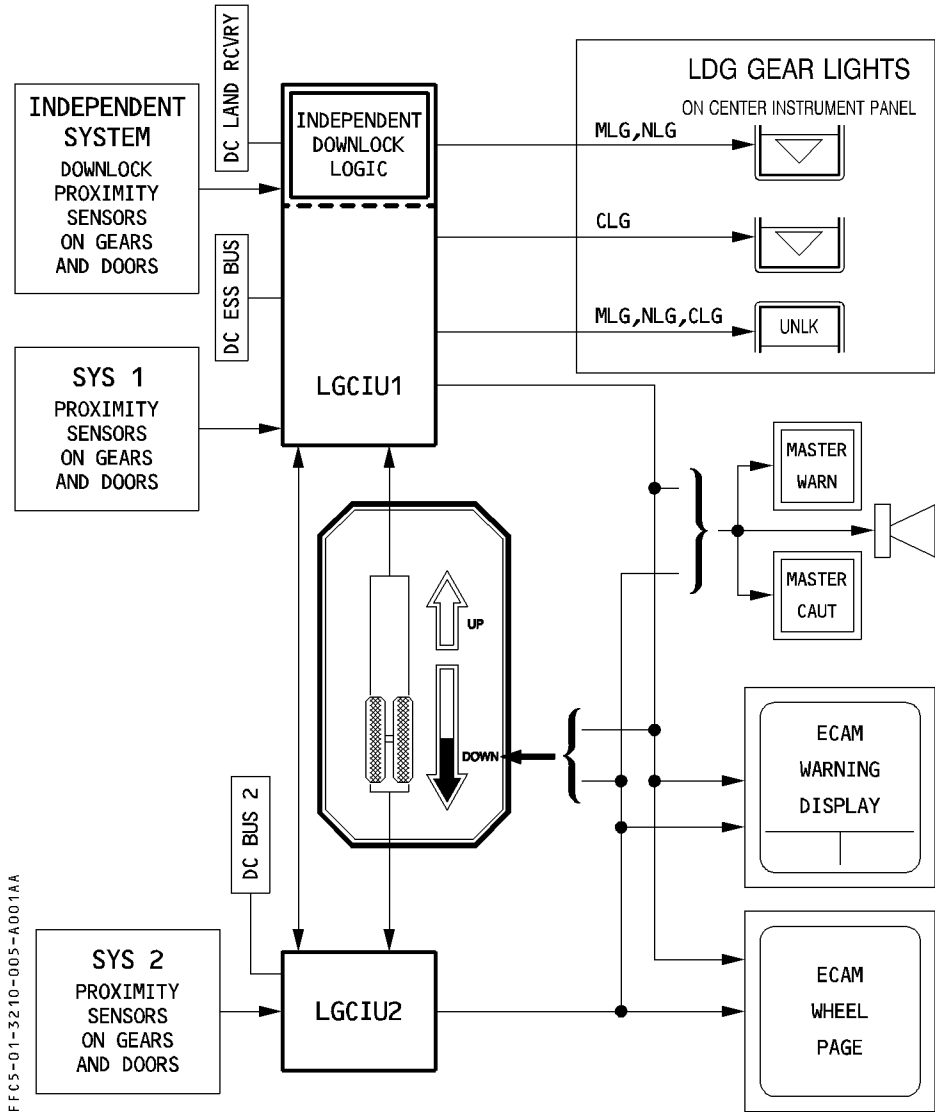 DC LAND RCVRY
INDEPENDENT
SYSTEM
DOWNLOCK
PROXIMITY
SENSORS
ON GEARS
AND DOORS
INDEPENDENT
DOWNLOCK
LOGIC
LDG GEAR LIGHTS
ON CENTER INSTRUMENT PANEL
MLG,NLG
CLG
MLG,NLG,CLG
UNLK
DC ESS BUS
SYS 1
PROXIMITY
SENSORS
ON GEARS
AND DOORS
LGCIU1
MASTER
WARN
MASTER
CAUT
UP
DOWN
ECAM
WARNING
DISPLAY
DC BUS 2
SYS 2
PROXIMITY
SENSORS
ON GEARS
AND DOORS
LGCIU2
ECAM
WHEEL
PAGE
FFC5-01-3210-005-A001AA